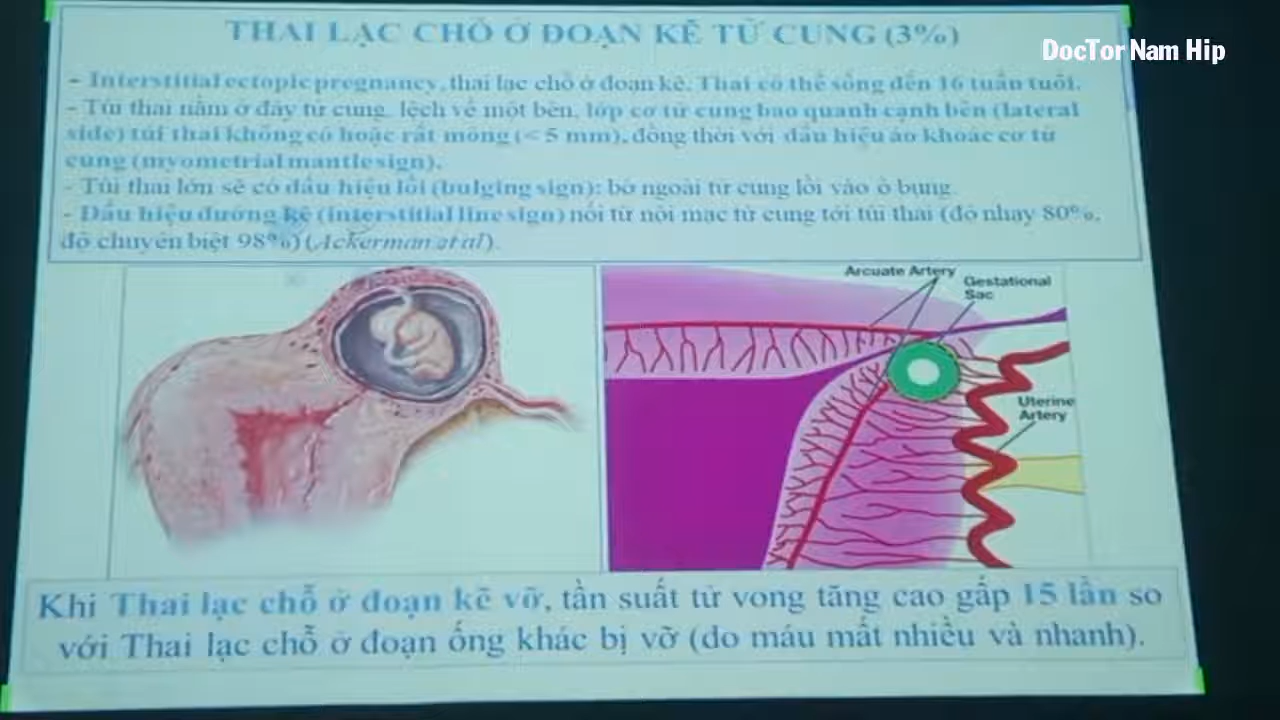 THAI LẠC CHỖ Ở ĐOẠN KẼ TỬ CUNG (3%)
DocTor Nam Hip
- Interstitial ectopic pregnancy, thai lạc chỗ ở đoạn kẽ. Thai có thể sống đến 16 tuần tuổi.
- Túi thai nằm ở đáy tử cung, lệch về một bên, lớp cơ tử cung bao quanh cạnh bên (lateral
side) túi thai không có hoặc rất mỏng (< 5 mm), đồng thời với dấu hiệu áo khoác cơ tử
cung (myometrial mantle sign).
- Túi thai lớn sẽ có dấu hiệu lồi (bulging sign): bờ ngoài tử cung lồi vào ổ bụng.
- Dấu hiệu đường kẽ (interstitial line sign) nối từ nội mạc tử cung tới túi thai (độ nhạy 80%,
độ chuyên biệt 98%) (Ackerman et al).
Arcuate Artery
Gestational
Sac
Uterine
Artery
Khi Thai lạc chỗ ở đoạn kẽ vỡ, tần suất tử vong tăng cao gấp 15 lần so
với Thai lạc chỗ ở đoạn ống khác bị vỡ (do máu mất nhiều và nhanh).